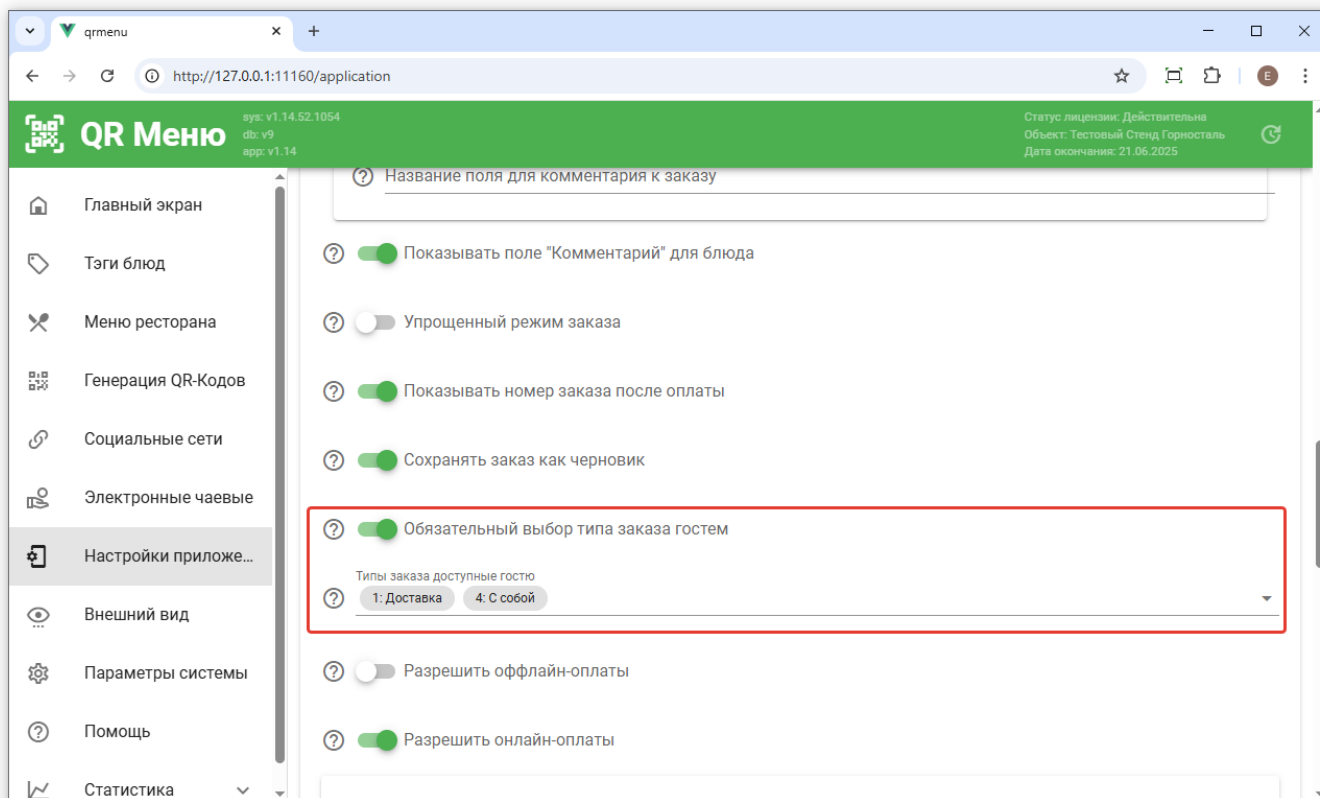 qrmenu
http://127.0.0.1:11160/application
E
QR Меню
sys: v1.14.52.1054
db: v9
app: v1.14
Статус лицензии: Действительна
Объект: Тестовый Стенд Горносталь
Дата окончания: 21.06.2025
Главный экран
Тэги блюд
Меню ресторана
Генерация QR-Кодов
Социальные сети
Электронные чаевые
Настройки приложе...
Внешний вид
Параметры системы
Помощь
Статистика
Название поля для комментария к заказу
Показывать поле "Комментарий" для блюда
Упрощенный режим заказа
Показывать номер заказа после оплаты
Сохранять заказ как черновик
Обязательный выбор типа заказа гостем
Типы заказа доступные гостю
1: Доставка 4: С собой
Разрешить оффлайн-оплаты
Разрешить онлайн-оплаты